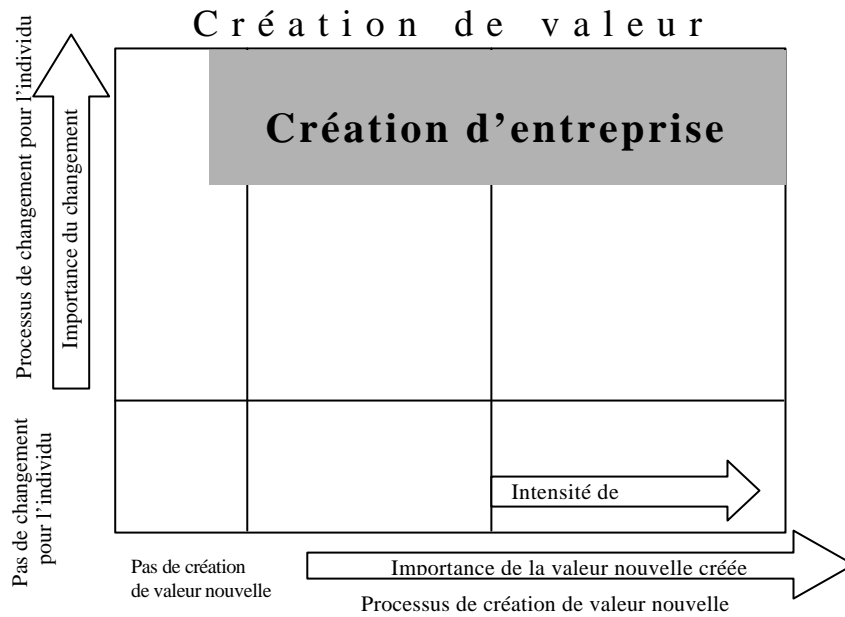 Création de valeur
Processus de changement pour l'individu
Importance du changement
Création d'entreprise
Pas de changement
pour l'individu
Intensité de
Pas de création
de valeur nouvelle
Importance de la valeur nouvelle créée
Processus de création de valeur nouvelle